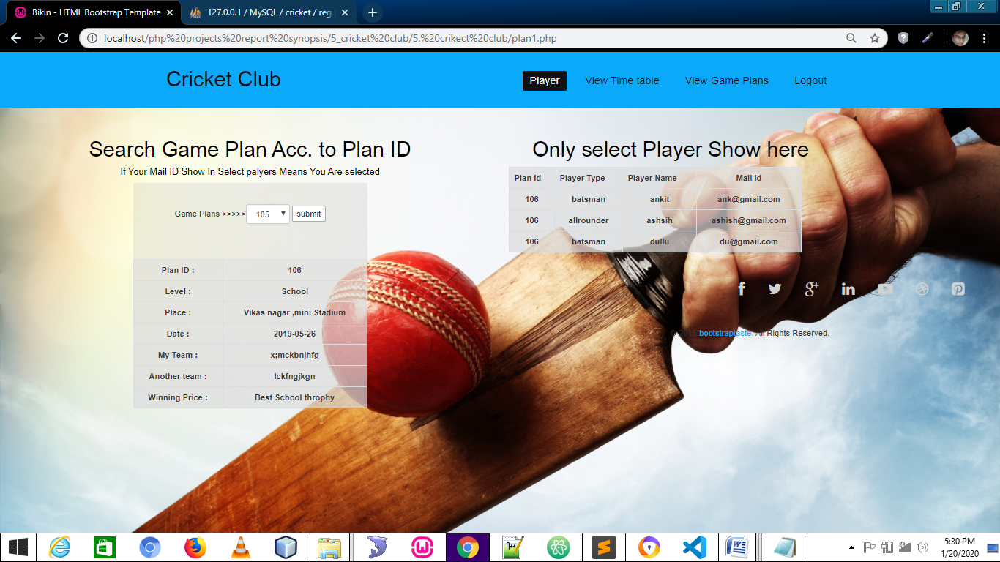 Bikin - HTML Bootstrap Template
127.0.0.1 / MySQL / cricket / reg
localhost/php%20projects%20report%20synopsis/5_cricket%20club/5.%20crikect%20club/plan1.php
Cricket Club
Player View Time table View Game Plans Logout
Search Game Plan Acc. to Plan ID
If Your Mail ID Show In Select palyers Means You Are selected
Game Plans >>>>> 105 submit
Plan ID : 106
Level : School
Place : Vikas nagar ,mini Stadium
Date : 2019-05-26
My Team : x;mckbnjhfg
Another team : lckfngjkgn
Winning Price : Best School throphy
Only select Player Show here
Plan Id Player Type Player Name Mail Id
106 batsman ankit ank@gmail.com
106 allrounder ashsih ashish@gmail.com
106 batsman dullu du@gmail.com
bootstraptaste. All Rights Reserved.
5:30 PM
1/20/2020